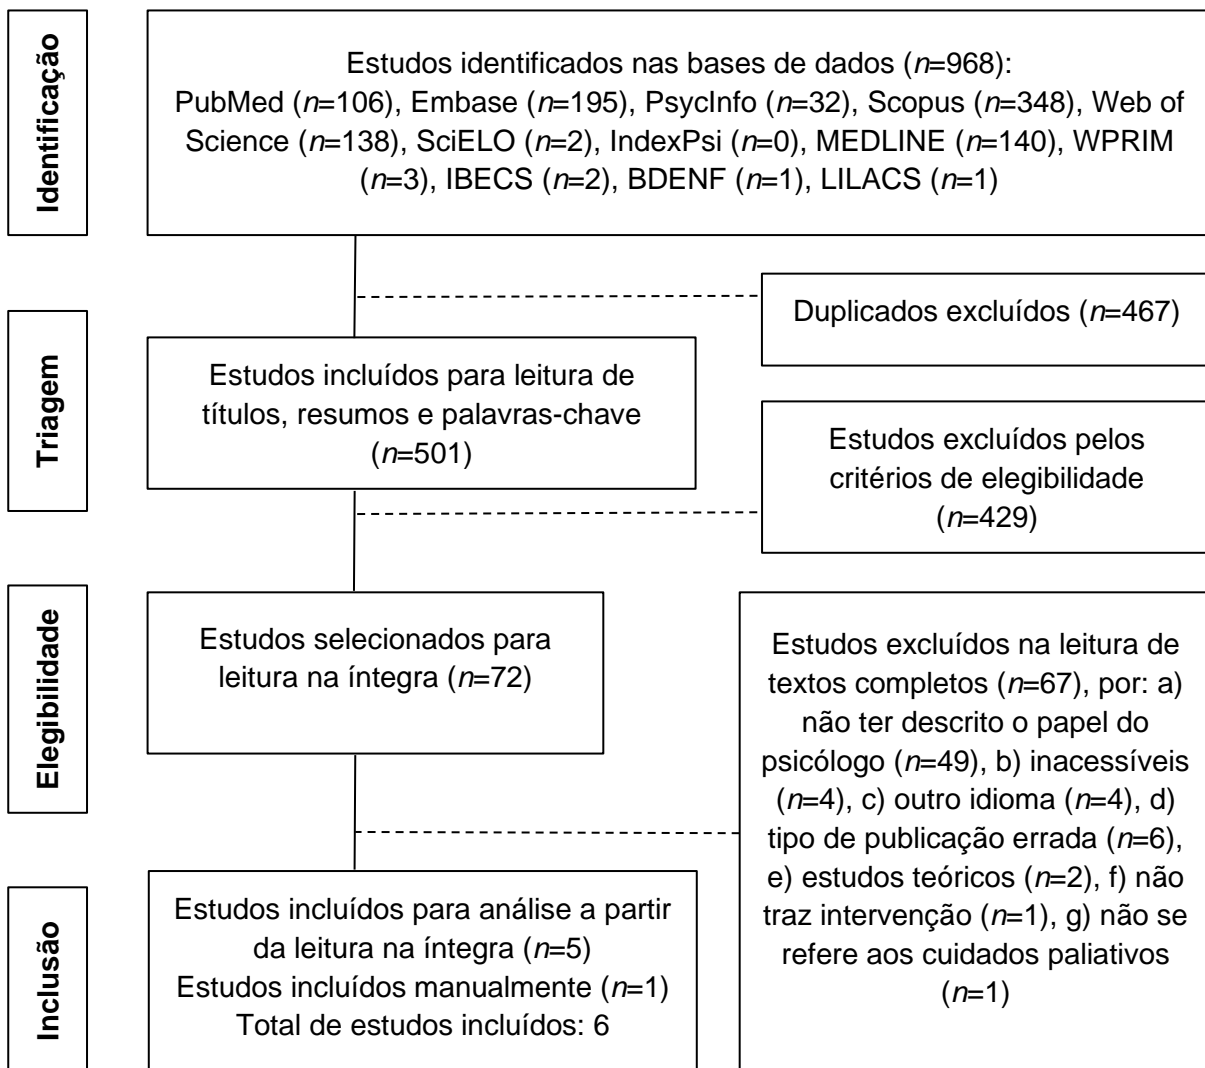 Identificação
Estudos identificados nas bases de dados (n=968):
PubMed (n=106), Embase (n=195), PsycInfo (n=32), Scopus (n=348), Web of
Science (n=138), SciELO (n=2), IndexPsi (n=0), MEDLINE (n=140), WPRIM
(n=3), IBECS (n=2), BDENF (n=1), LILACS (n=1)
Duplicados excluídos (n=467)
Triagem
Estudos incluídos para leitura de
títulos, resumos e palavras-chave
(n=501)
Estudos excluídos pelos
critérios de elegibilidade
(n=429)
Elegibilidade
Estudos selecionados para
leitura na íntegra (n=72)
Estudos excluídos na leitura de
textos completos (n=67), por: a)
não ter descrito o papel do
psicólogo (n=49), b) inacessíveis
(n=4), c) outro idioma (n=4), d)
tipo de publicação errada (n=6),
e) estudos teóricos (n=2), f) não
traz intervenção (n=1), g) não se
refere aos cuidados paliativos
(n=1)
Inclusão
Estudos incluídos para análise a partir
da leitura na íntegra (n=5)
Estudos incluídos manualmente (n=1)
Total de estudos incluídos: 6